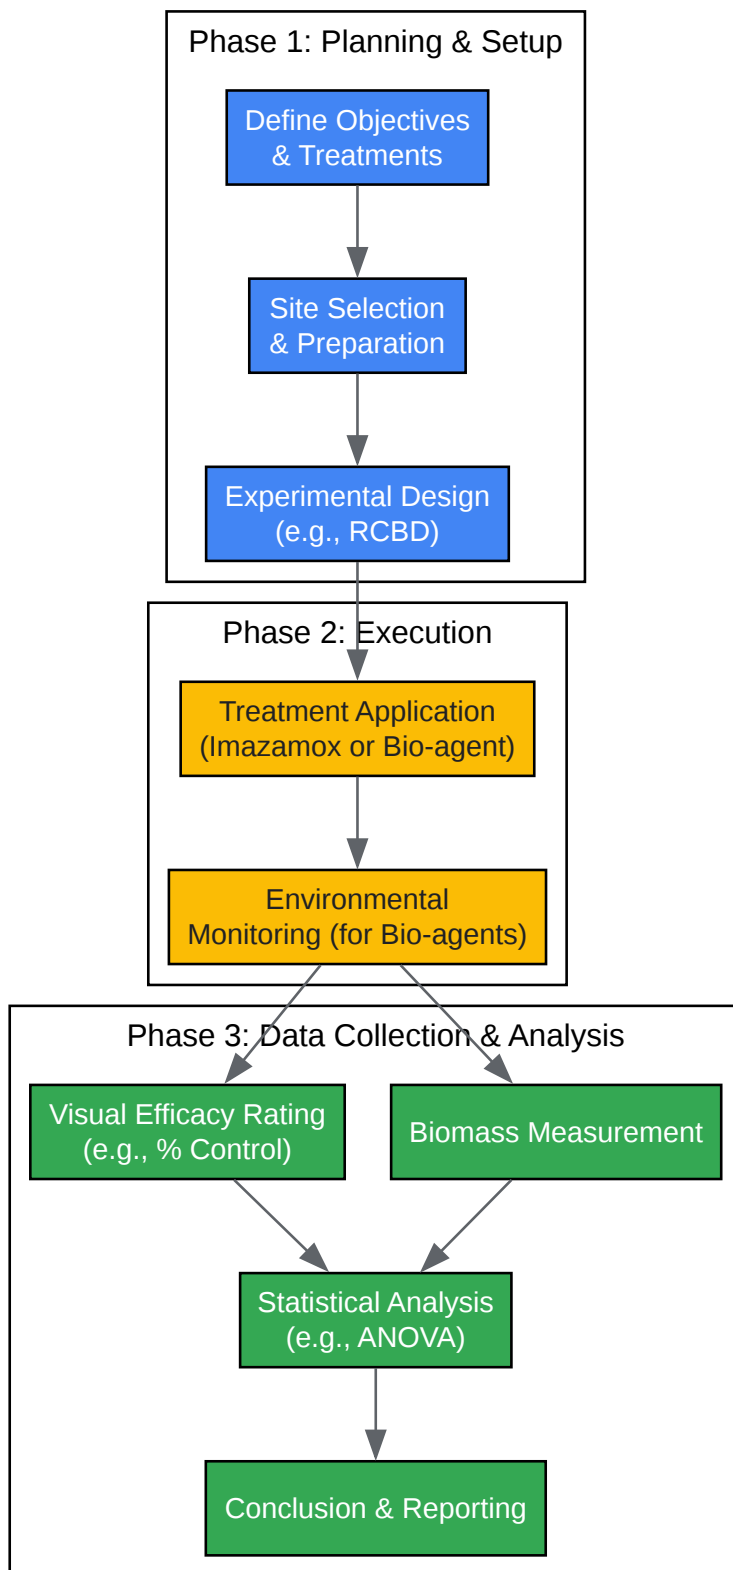 Phase 1: Planning & Setup
Define Objectives
& Treatments
Site Selection
& Preparation
Experimental Design
(e.g., RCBD)
Phase 2: Execution
Treatment Application
(Imazamox or Bio-agent)
Environmental
Monitoring (for Bio-agents)
Phase 3: Data Collection & Analysis
Visual Efficacy Rating
(e.g., % Control)
Biomass Measurement
Statistical Analysis
(e.g., ANOVA)
Conclusion & Reporting